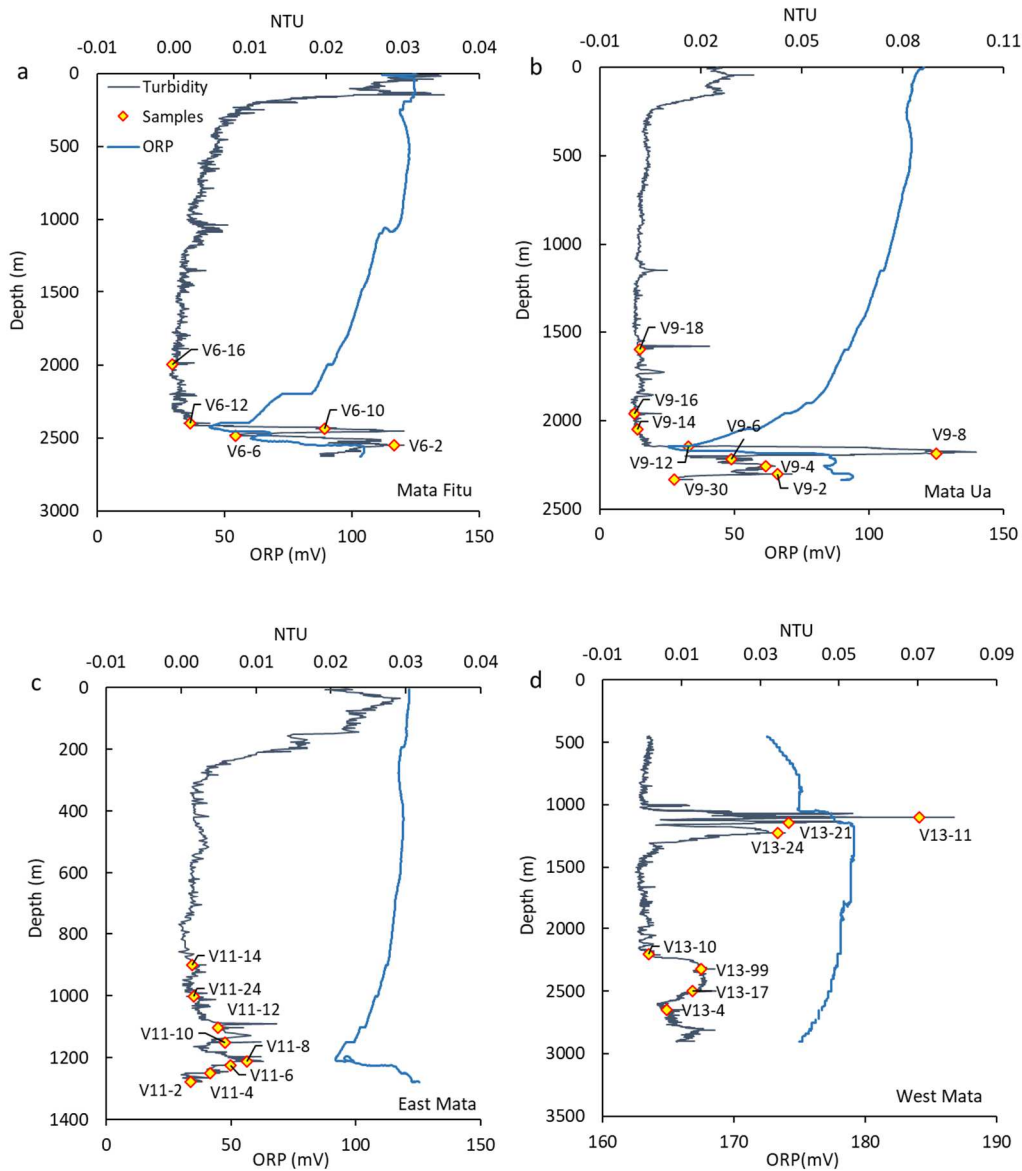 NTU
-0.01 0.00 0.01 0.02 0.03 0.04
a
Turbidity
Samples
ORP
0
500
1000
1500
2000
2500
3000
Depth (m)
V6-16
V6-12
V6-10
V6-6
V6-2
Mata Fitu
0 50 100 150
ORP (mV)
NTU
-0.01 0.02 0.05 0.08 0.11
b
0
500
1000
1500
2000
2500
Depth (m)
V9-18
V9-16
V9-6
V9-14
V9-8
V9-12
V9-4
V9-30
V9-2
Mata Ua
0 50 100 150
ORP (mV)
NTU
-0.01 0.00 0.01 0.02 0.03 0.04
c
0
200
400
600
800
1000
1200
1400
Depth (m)
V11-14
V11-24
V11-12
V11-10
V11-8
V11-6
V11-2
V11-4
East Mata
0 50 100 150
ORP (mV)
NTU
-0.01 0.01 0.03 0.05 0.07 0.09
d
0
500
1000
1500
2000
2500
3000
3500
Depth (m)
V13-21
V13-11
V13-24
V13-10
V13-99
V13-17
V13-4
West Mata
160 170 180 190
ORP(mV)